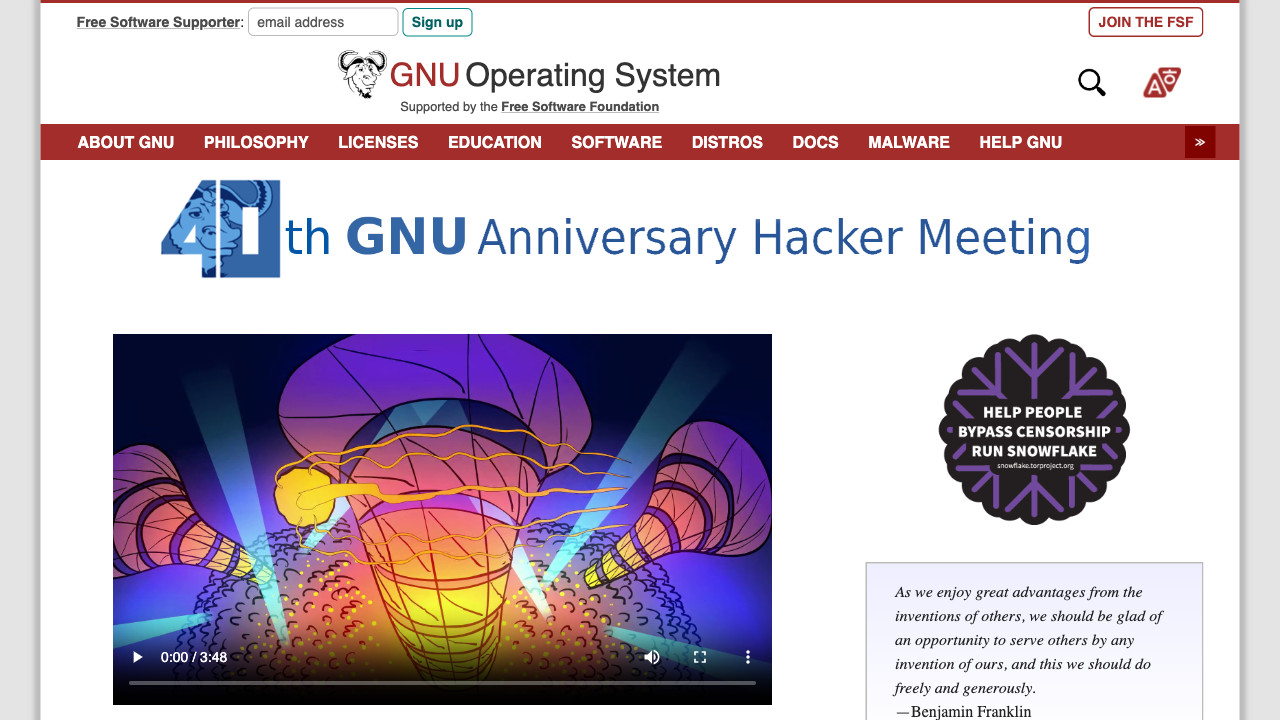 Free Software Supporter: email address Sign up JOIN THE FSF
GNU Operating System
Supported by the Free Software Foundation
ABOUT GNU PHILOSOPHY LICENSES EDUCATION SOFTWARE DISTROS DOCS MALWARE HELP GNU »
40th GNU Anniversary Hacker Meeting
HELP PEOPLE
BYPASS CENSORSHIP
RUN SNOWFLAKE
snowflake.torproject.org
0:00 / 3:48
As we enjoy great advantages from the
inventions of others, we should be glad of
an opportunity to serve others by any
invention of ours, and this we should do
freely and generously.
—Benjamin Franklin